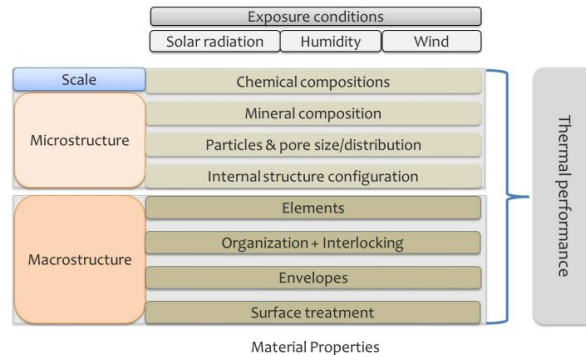 Exposure conditions
Solar radiation
Humidity
Wind
Scale
Chemical compositions
Microstructure
Mineral composition
Particles & pore size/distribution
Internal structure configuration
Macrostructure
Elements
Organization + Interlocking
Envelopes
Surface treatment
Thermal performance
Material Properties